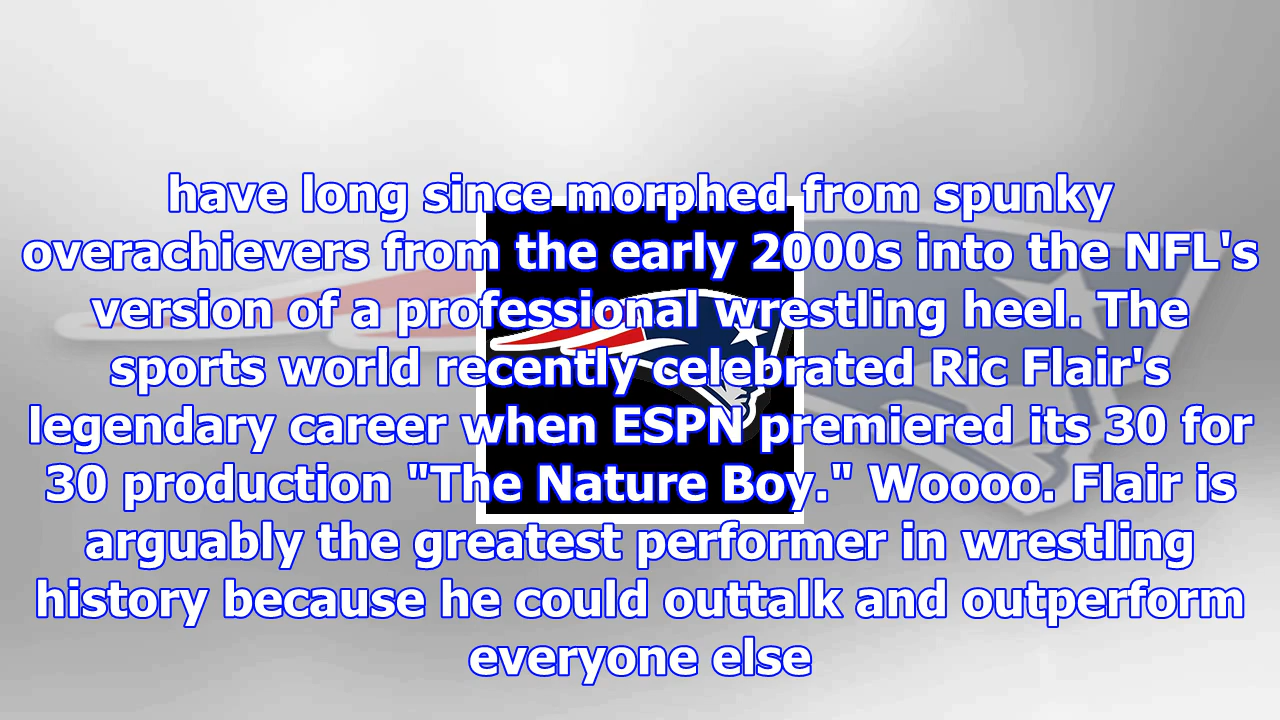 have long since morphed from spunky
overachievers from the early 2000s into the NFL's
version of a professional wrestling heel. The
sports world recently celebrated Ric Flair's
legendary career when ESPN premiered its 30 for
30 production "The Nature Boy." Woooo. Flair is
arguably the greatest performer in wrestling
history because he could outtalk and outperform
everyone else